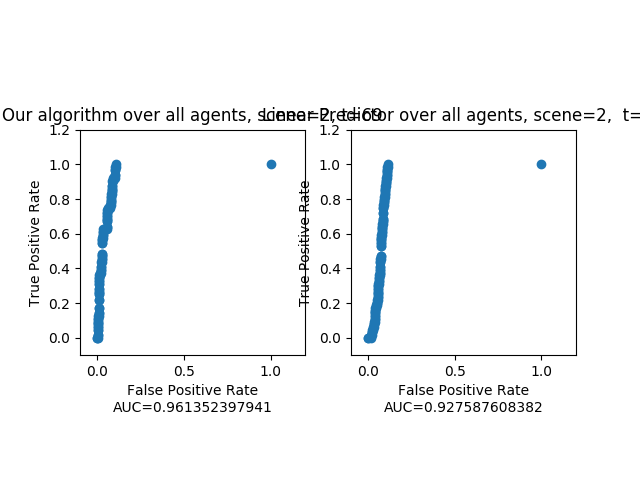 Our algorithm over all agents, scene=2, t=69
Linear Predictor over all agents, scene=2, t=
1.2
1.0
0.8
0.6
0.4
0.2
0.0
True Positive Rate
0.0 0.5 1.0
False Positive Rate
AUC=0.961352397941
1.2
1.0
0.8
0.6
0.4
0.2
0.0
True Positive Rate
0.0 0.5 1.0
False Positive Rate
AUC=0.927587608382